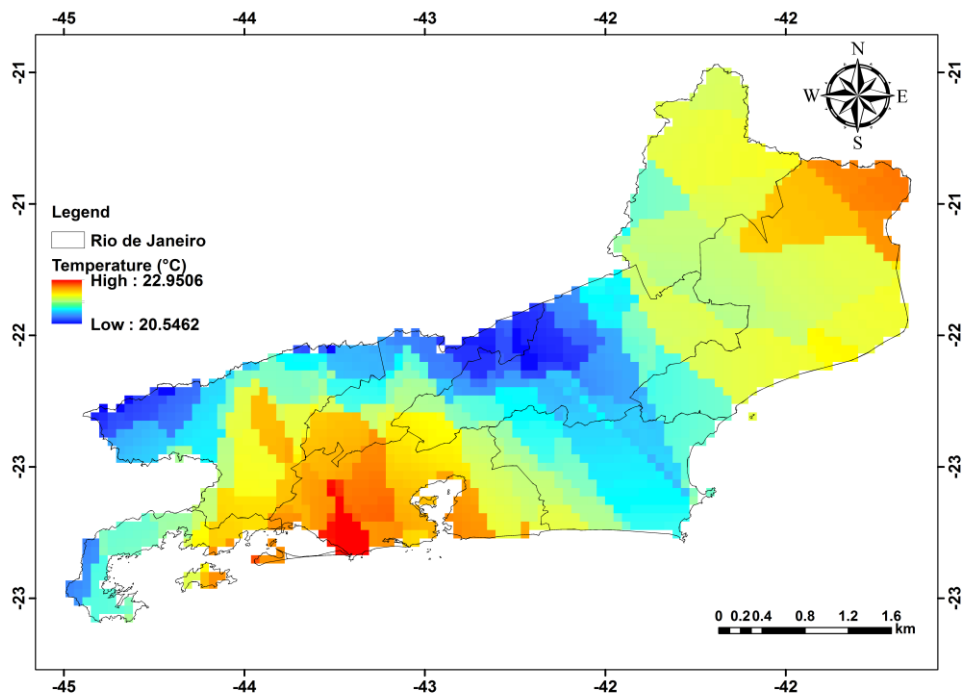 -45 -44 -43 -42 -42
N
W E
S
-21 -21
-21 -21
Legend
Rio de Janeiro
Temperature (°C)
High : 22.9506
Low : 20.5462
-22 -22
-23 -23
-23 -23
0 0.20.4 0.8 1.2 1.6
km
-45 -44 -43 -42 -42